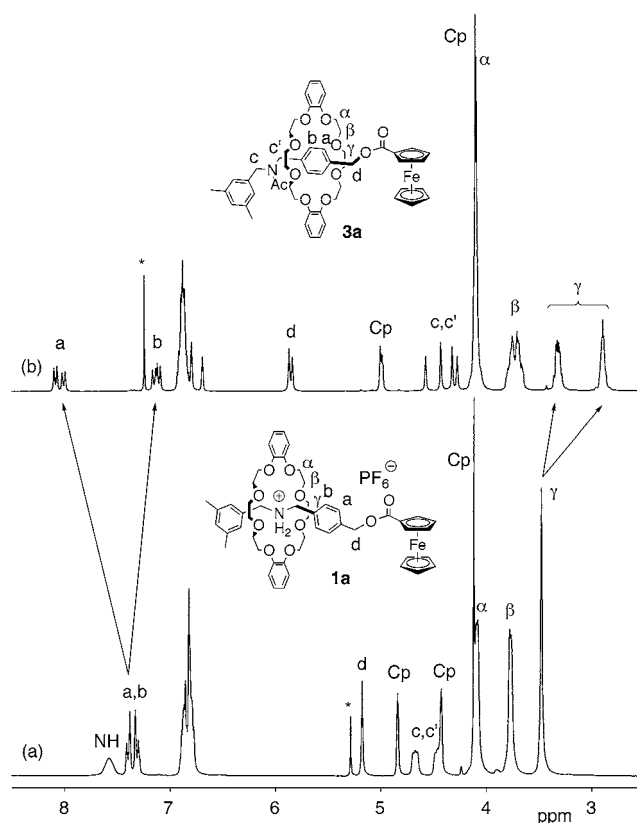 Cp
α
α
β
γ
b
a
c
c'
N
Ac
O
O
O
O
O
O
O
O
O
O
d
Fe
3a
*
a
b
d
Cp
c,c'
β
γ
(b)
Cp
α
β
γ
b
a
PF6⊖
⊕
N
H2
O
O
O
O
O
O
O
O
O
O
d
Fe
1a
α
β
γ
d
*
Cp
Cp
c,c'
a,b
NH
(a)
8 7 6 5 4 3
ppm